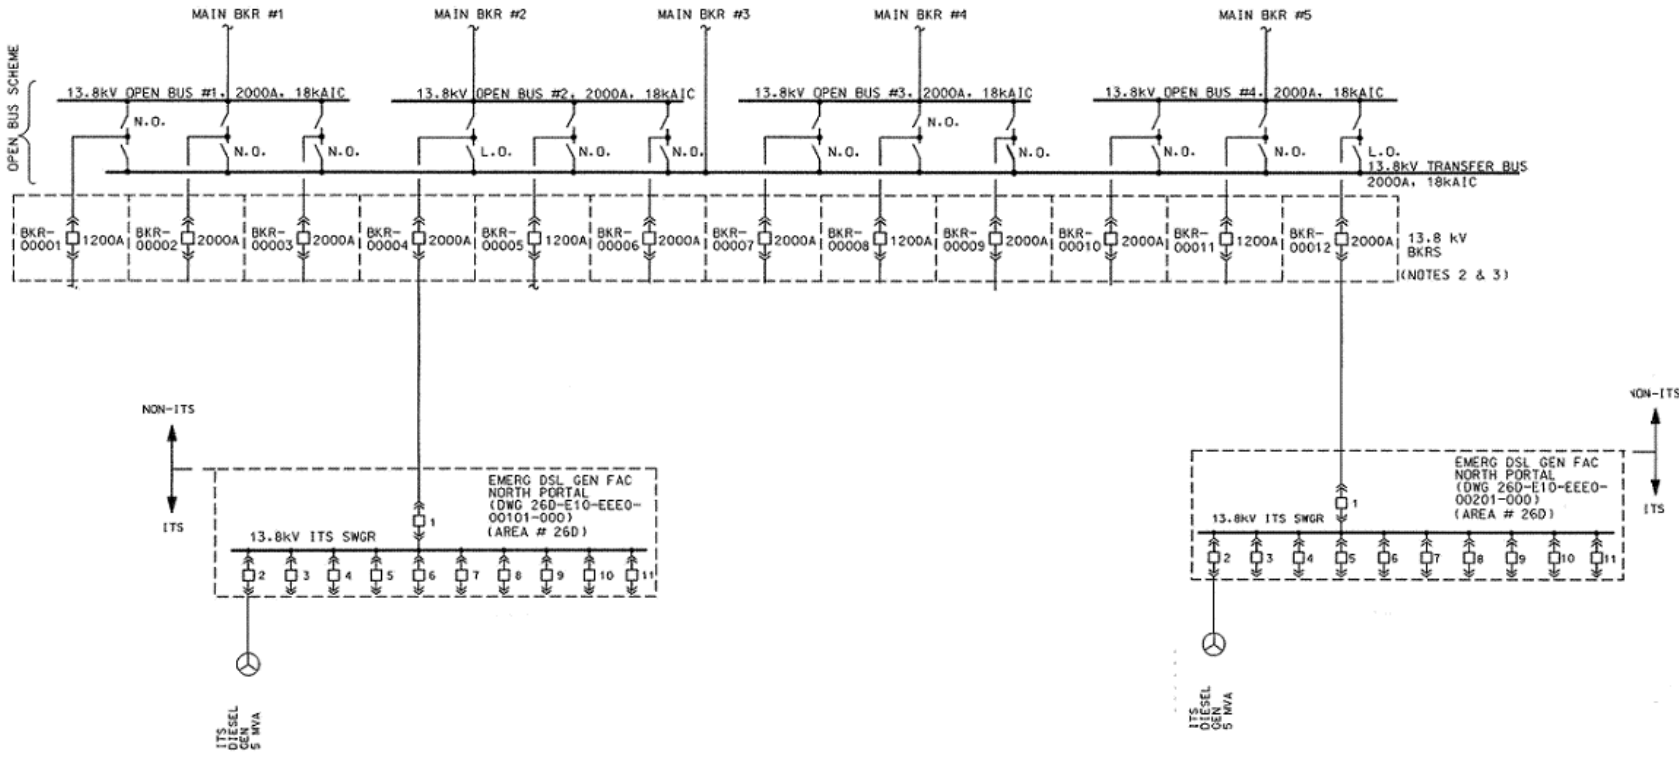 MAIN BKR #1
MAIN BKR #2
MAIN BKR #3
MAIN BKR #4
MAIN BKR #5
OPEN BUS SCHEME
13.8kV OPEN BUS #1, 2000A, 18kAIC
13.8kV OPEN BUS #2, 2000A, 18kAIC
13.8kV OPEN BUS #3, 2000A, 18kAIC
13.8kV OPEN BUS #4, 2000A, 18kAIC
N.O.
N.O.
N.O.
N.O.
L.O.
N.O.
N.O.
N.O.
N.O.
N.O.
N.O.
L.O.
13.8kV TRANSFER BUS
2000A, 18kAIC
BKR-
00001
1200A
BKR-
00002
2000A
BKR-
00003
2000A
BKR-
00004
2000A
BKR-
00005
1200A
BKR-
00006
2000A
BKR-
00007
2000A
BKR-
00008
1200A
BKR-
00009
2000A
BKR-
00010
2000A
BKR-
00011
1200A
BKR-
00012
2000A
13.8 kV
BKRS
(NOTES 2 & 3)
NON-ITS
ITS
EMERG DSL GEN FAC
NORTH PORTAL
(DWG 26D-E10-EEE0-
00101-000)
(AREA # 26D)
1
13.8kV ITS SWGR
2 3 4 5 6 7 8 9 10 11
ITS
DIESEL
GEN
5 MVA
NON-ITS
ITS
EMERG DSL GEN FAC
NORTH PORTAL
(DWG 26D-E10-EEE0-
00201-000)
(AREA # 26D)
1
13.8kV ITS SWGR
2 3 4 5 6 7 8 9 10 11
ITS
DIESEL
GEN
5 MVA